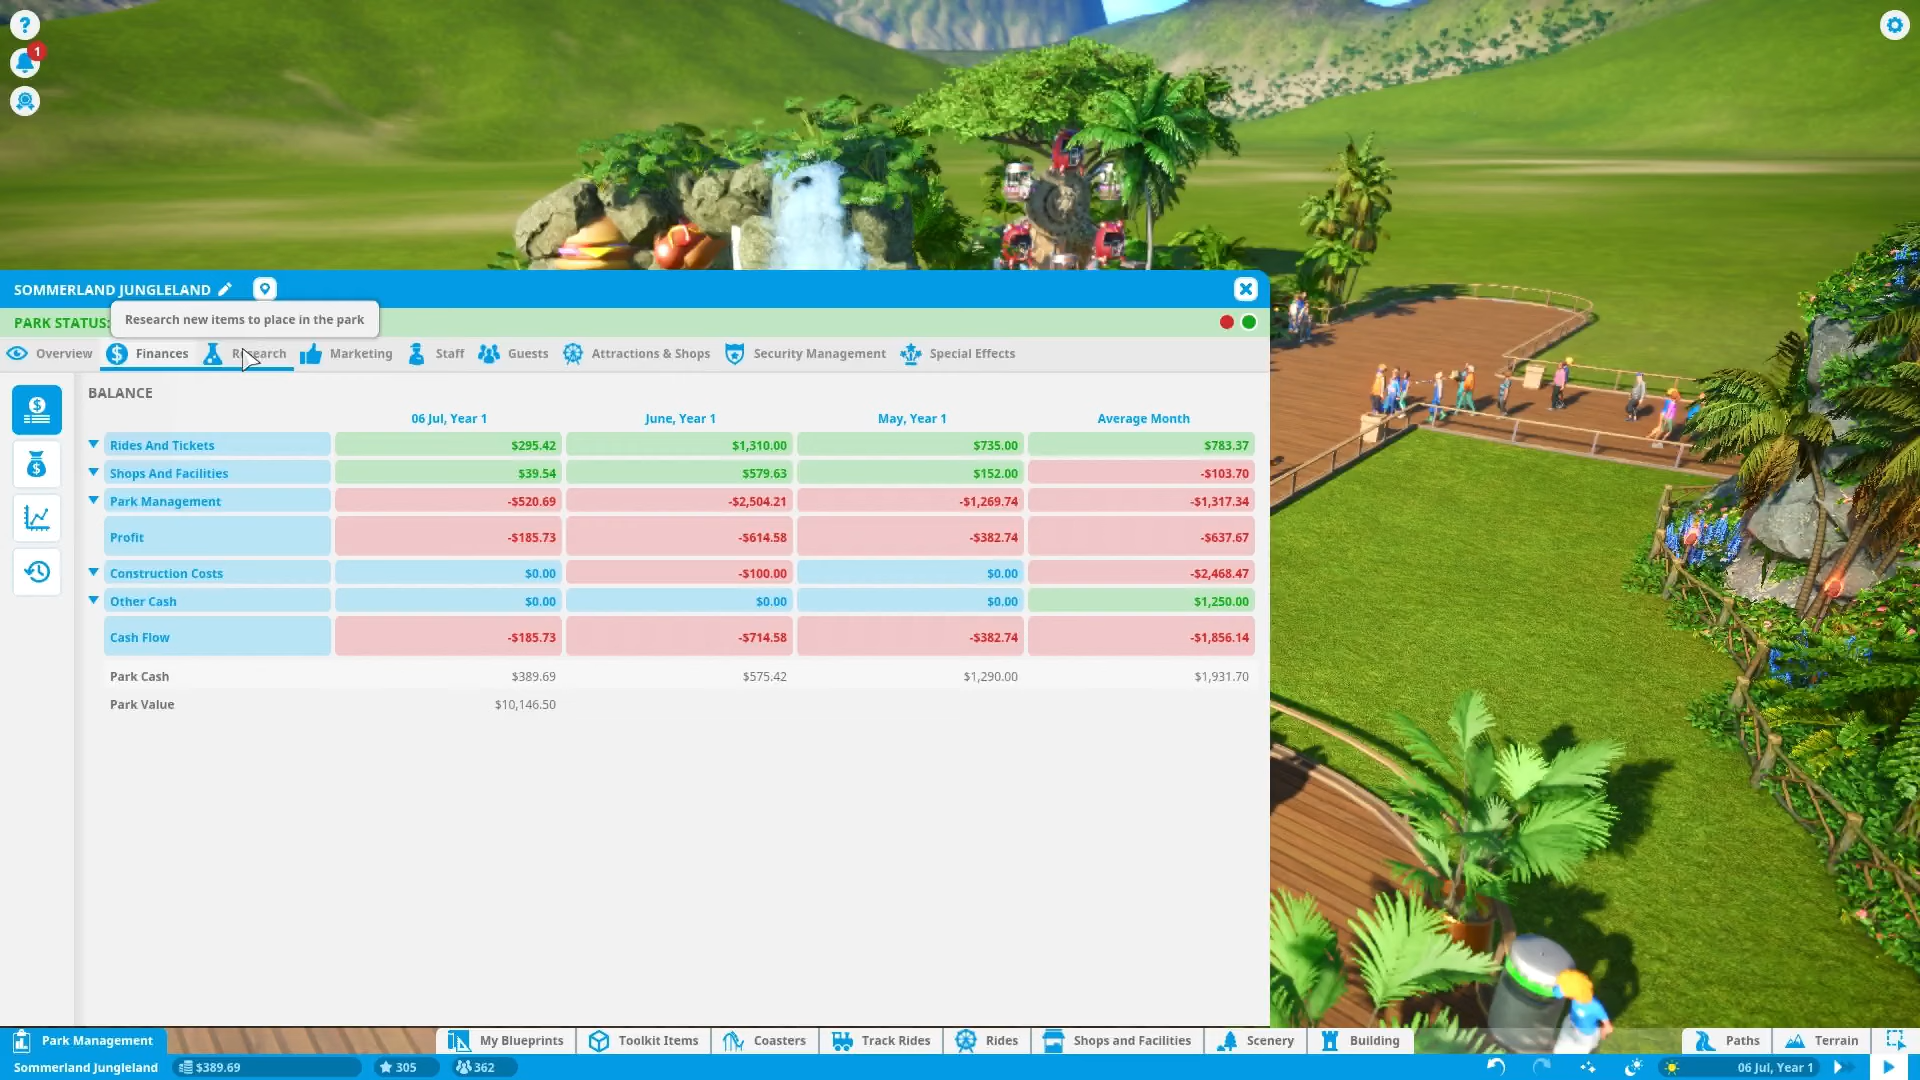 ?
1
SOMMERLAND JUNGLELAND
PARK STATUS:
Research new items to place in the park
Overview Finances Research Marketing Staff Guests Attractions & Shops Security Management Special Effects
BALANCE
06 Jul, Year 1 June, Year 1 May, Year 1 Average Month
Rides And Tickets $295.42 $1,310.00 $735.00 $783.37
Shops And Facilities $39.54 $579.63 $152.00 -$103.70
Park Management -$520.69 -$2,504.21 -$1,269.74 -$1,317.34
Profit -$185.73 -$614.58 -$382.74 -$637.67
Construction Costs $0.00 -$100.00 $0.00 -$2,468.47
Other Cash $0.00 $0.00 $0.00 $1,250.00
Cash Flow -$185.73 -$714.58 -$382.74 -$1,856.14
Park Cash $389.69 $575.42 $1,290.00 $1,931.70
Park Value $10,146.50
Park Management My Blueprints Toolkit Items Coasters Track Rides Rides Shops and Facilities Scenery Building Paths Terrain
Sommerland Jungleland $389.69 305 362 06 Jul, Year 1